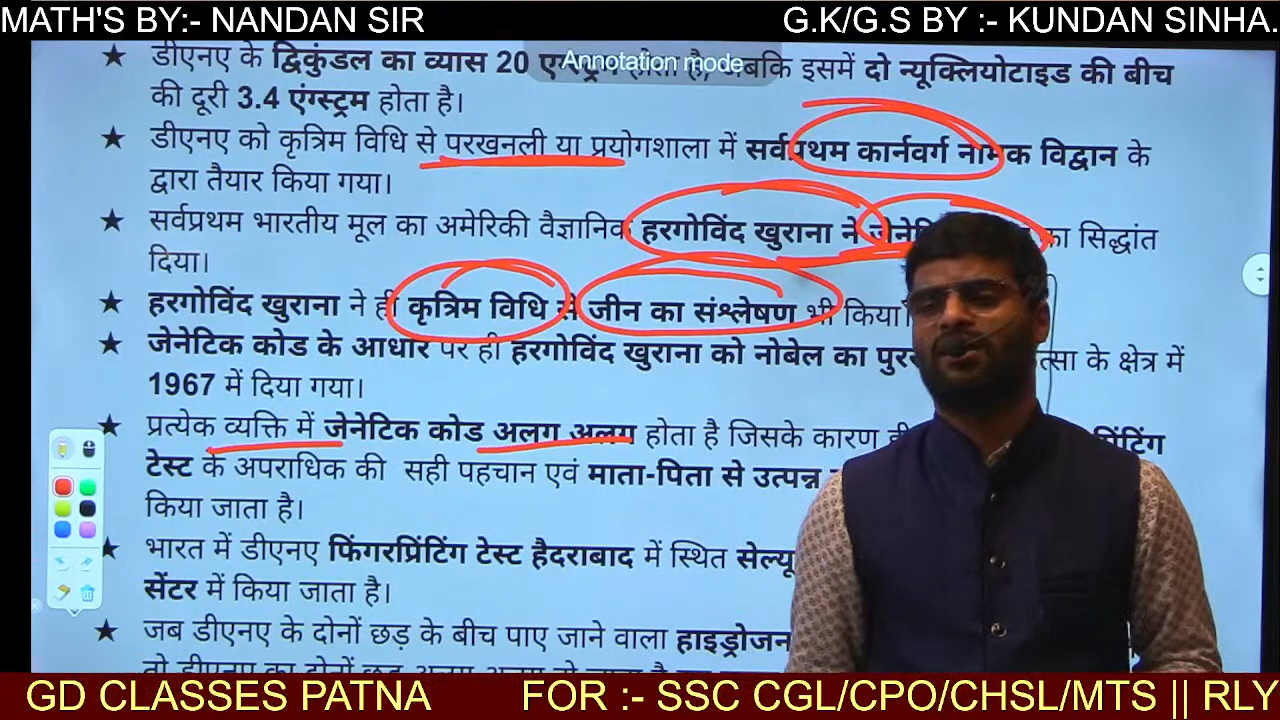 MATH'S BY:- NANDAN SIR G.K/G.S BY :- KUNDAN SINHA.
Annotation mode
★ डीएनए के द्विकुंडल का व्यास 20 होता है, जबकि इसमें दो न्यूक्लियोटाइड की बीच
की दूरी 3.4 एंग्स्ट्रम होता है।
★ डीएनए को कृत्रिम विधि से परखनली या प्रयोगशाला में सर्वप्रथम कार्नवर्ग नामक विद्वान के
द्वारा तैयार किया गया।
★ सर्वप्रथम भारतीय मूल का अमेरिकी वैज्ञानिक हरगोविंद खुराना ने का सिद्धांत
दिया।
★ हरगोविंद खुराना ने ही कृत्रिम विधि से जीन का संश्लेषण भी किया।
★ जेनेटिक कोड के आधार पर ही हरगोविंद खुराना को नोबेल का के क्षेत्र में
1967 में दिया गया।
★ प्रत्येक व्यक्ति में जेनेटिक कोड अलग अलग होता है जिसके कारण ही
टेस्ट के अपराधिक की सही पहचान एवं माता-पिता से उत्पन्न
किया जाता है।
★ भारत में डीएनए फिंगरप्रिंटिंग टेस्ट हैदराबाद में स्थित
सेंटर में किया जाता है।
★ जब डीएनए के दोनों छड़ के बीच पाए जाने वाला हाइड्रोजन
GD CLASSES PATNA FOR :- SSC CGL/CPO/CHSL/MTS || RLY